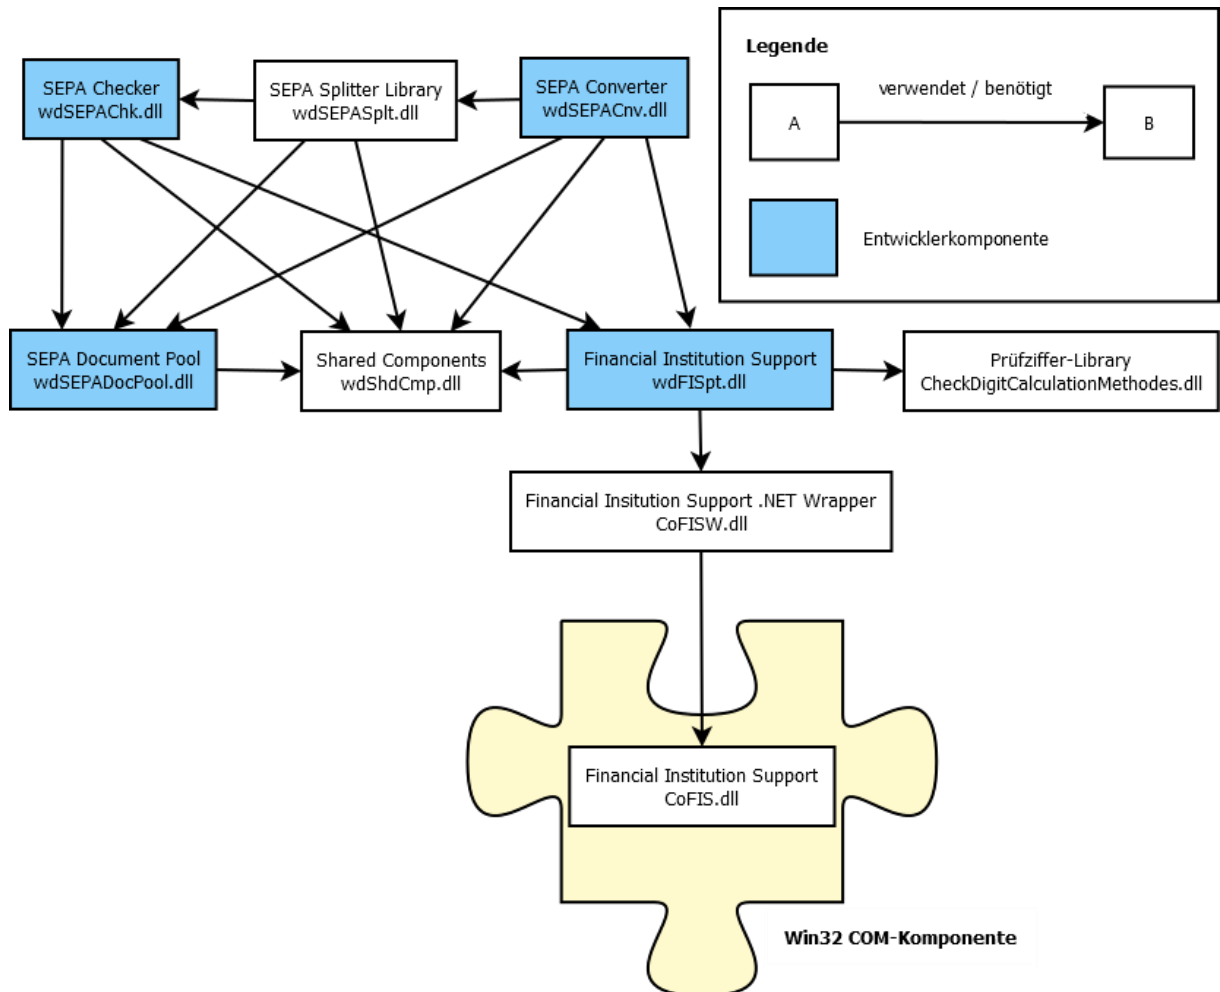 SEPA Checker
wdSEPAChk.dll
SEPA Splitter Library
wdSEPASplt.dll
SEPA Converter
wdSEPACnv.dll
Legende
A
verwendet / benötigt
B
Entwicklerkomponente
SEPA Document Pool
wdSEPADocPool.dll
Shared Components
wdShdCmp.dll
Financial Institution Support
wdFISpt.dll
Prüfziffer-Library
CheckDigitCalculationMethodes.dll
Financial Insitution Support .NET Wrapper
CoFISW.dll
Financial Institution Support
CoFIS.dll
Win32 COM-Komponente